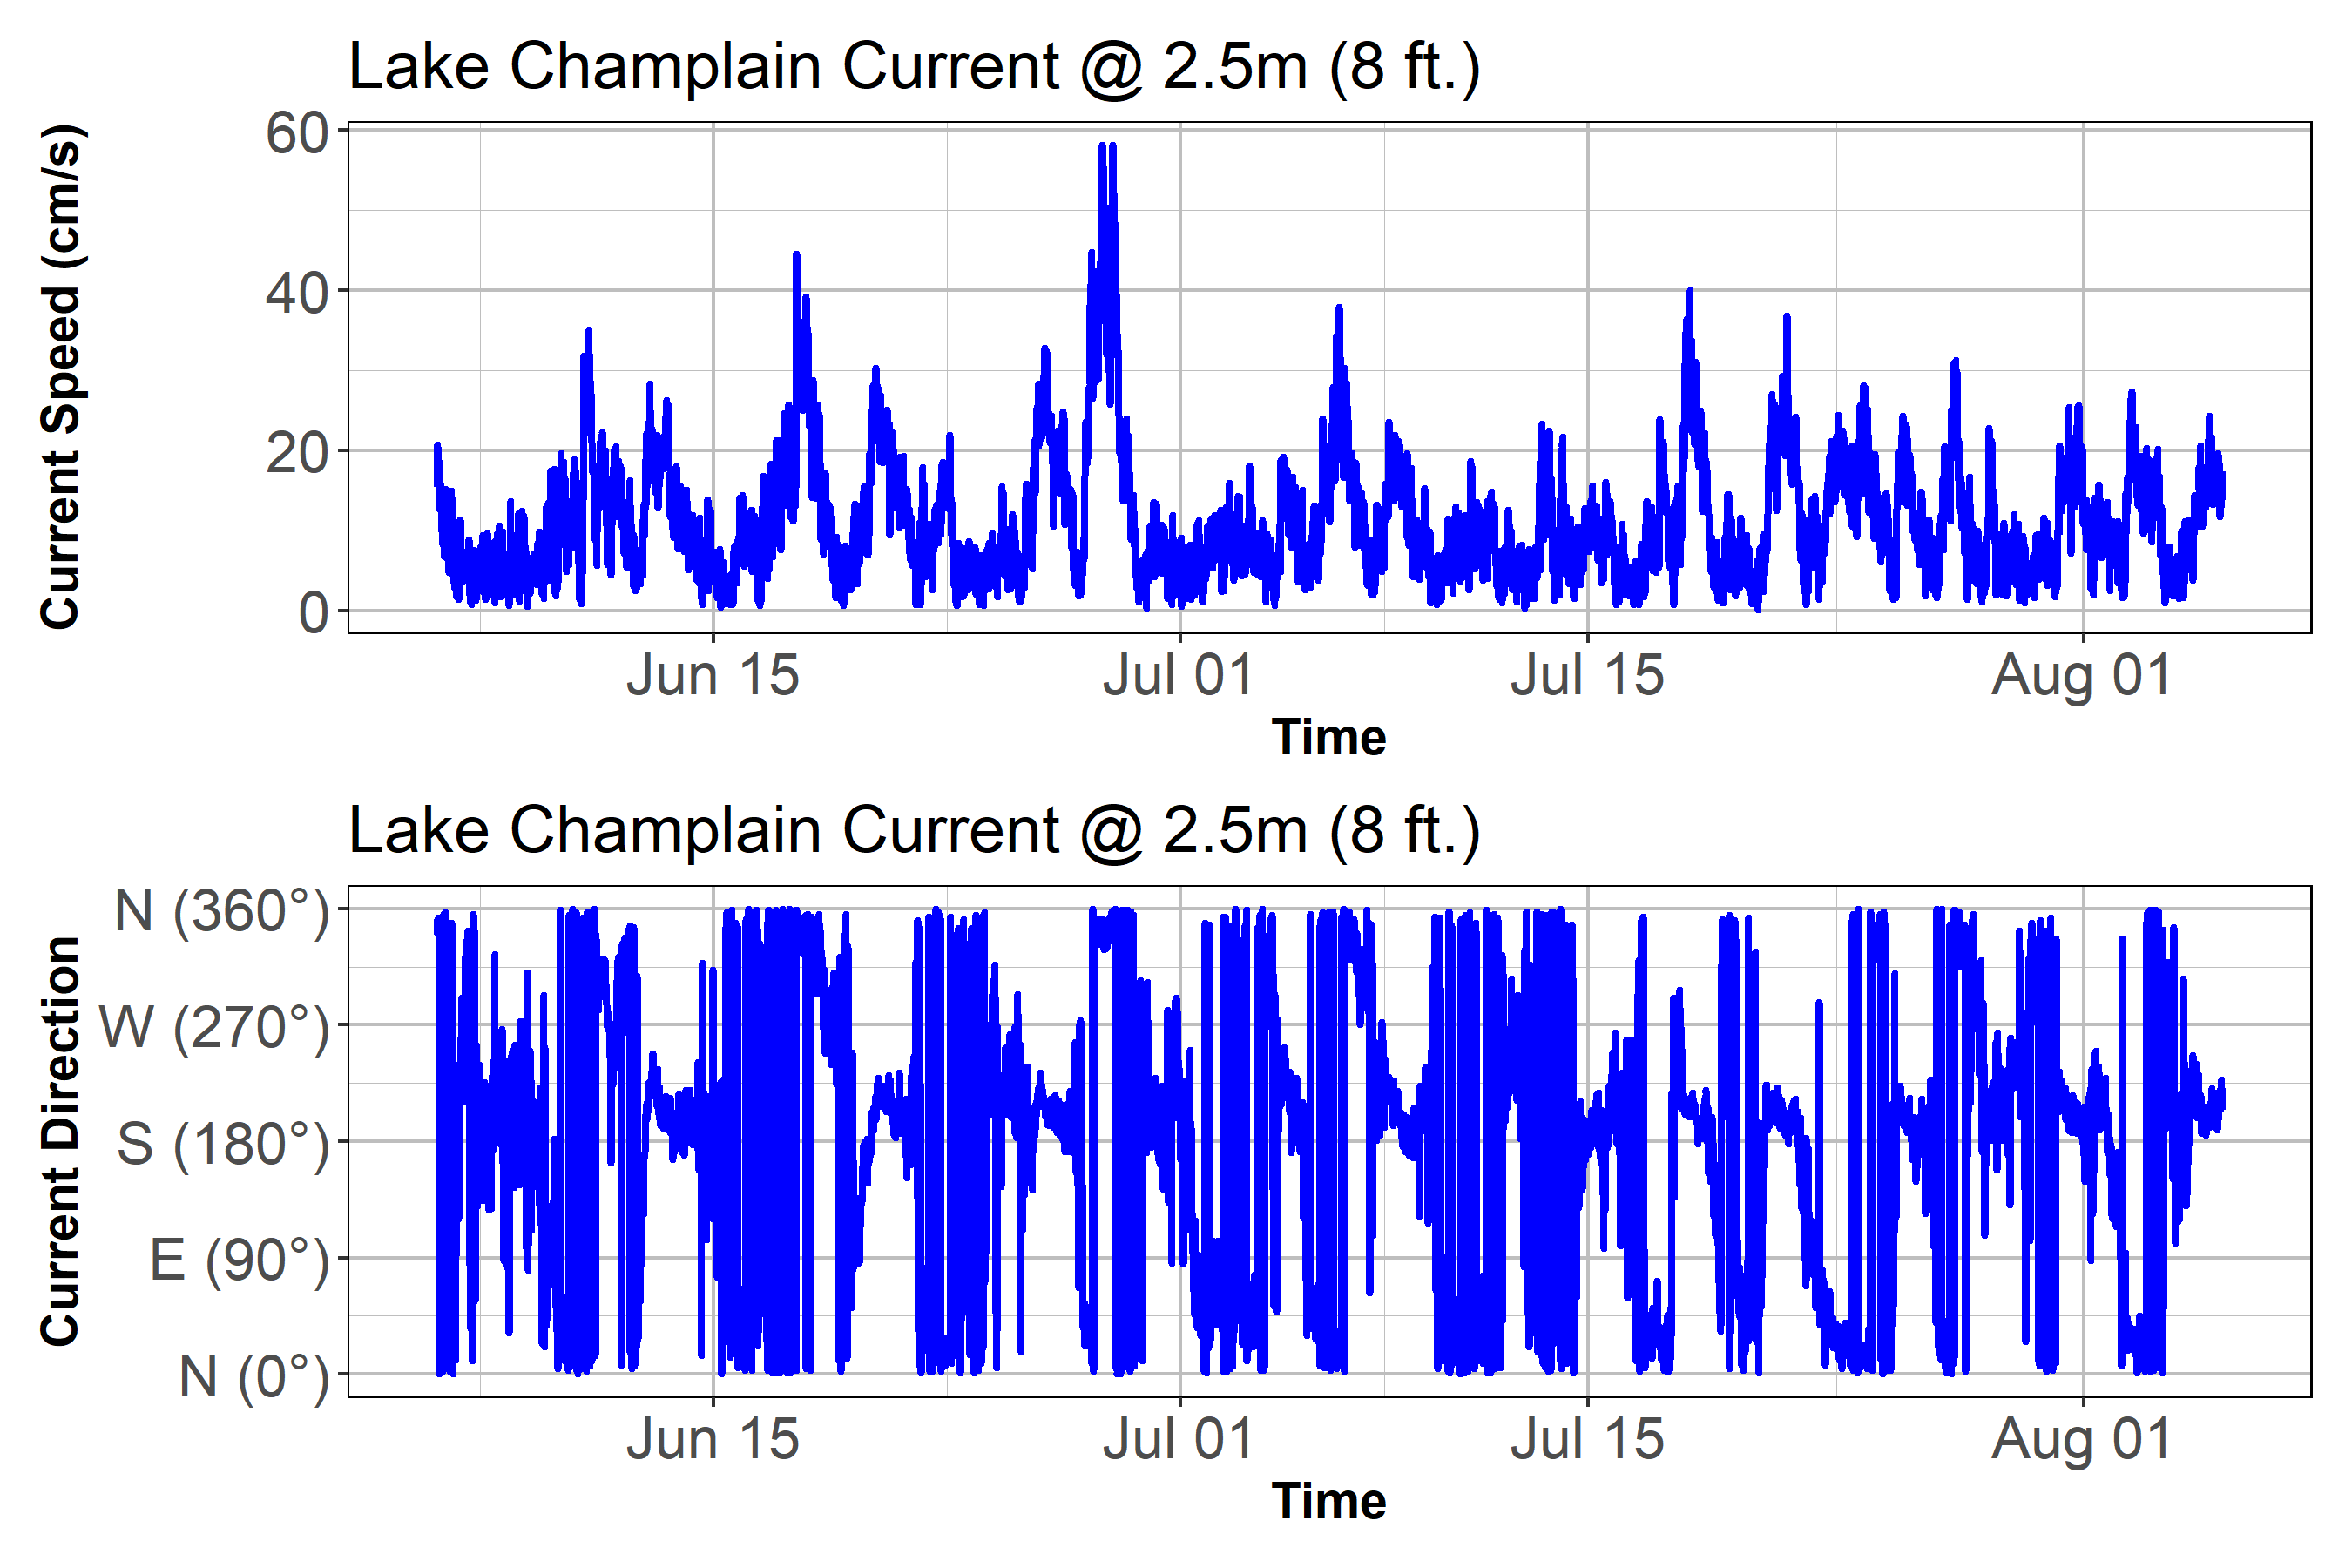 Lake Champlain Current @ 2.5m (8 ft.)
Current Speed (cm/s)
60
40
20
0
Jun 15 Jul 01 Jul 15 Aug 01
Time
Lake Champlain Current @ 2.5m (8 ft.)
Current Direction
N (360°)
W (270°)
S (180°)
E (90°)
N (0°)
Jun 15 Jul 01 Jul 15 Aug 01
Time